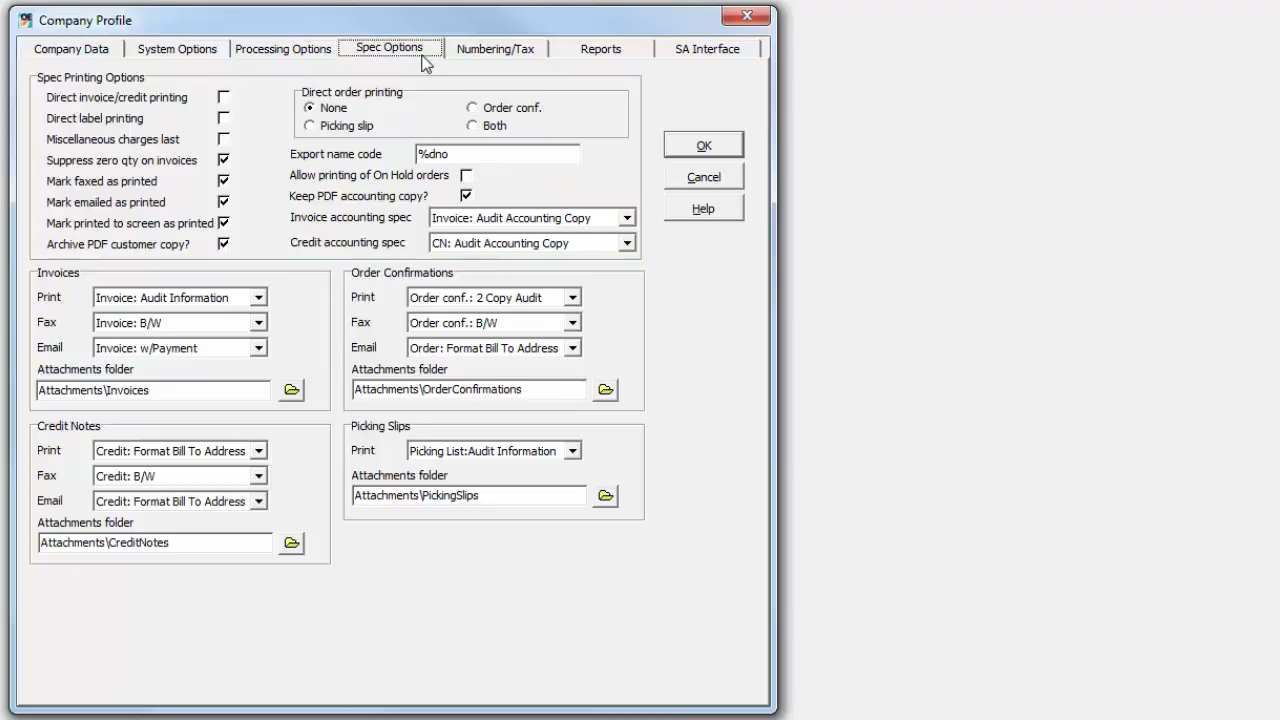 OE Company Profile
Company Data System Options Processing Options Spec Options Numbering/Tax Reports SA Interface
Spec Printing Options
Direct invoice/credit printing
Direct label printing
Miscellaneous charges last
Suppress zero qty on invoices
Mark faxed as printed
Mark emailed as printed
Mark printed to screen as printed
Archive PDF customer copy?
Direct order printing
None Order conf.
Picking slip Both
Export name code %dno
Allow printing of On Hold orders
Keep PDF accounting copy?
Invoice accounting spec Invoice: Audit Accounting Copy
Credit accounting spec CN: Audit Accounting Copy
OK
Cancel
Help
Invoices
Print Invoice: Audit Information
Fax Invoice: B/W
Email Invoice: w/Payment
Attachments folder
Attachments\Invoices
Order Confirmations
Print Order conf.: 2 Copy Audit
Fax Order conf.: B/W
Email Order: Format Bill To Address
Attachments folder
Attachments\OrderConfirmations
Credit Notes
Print Credit: Format Bill To Address
Fax Credit: B/W
Email Credit: Format Bill To Address
Attachments folder
Attachments\CreditNotes
Picking Slips
Print Picking List:Audit Information
Attachments folder
Attachments\PickingSlips